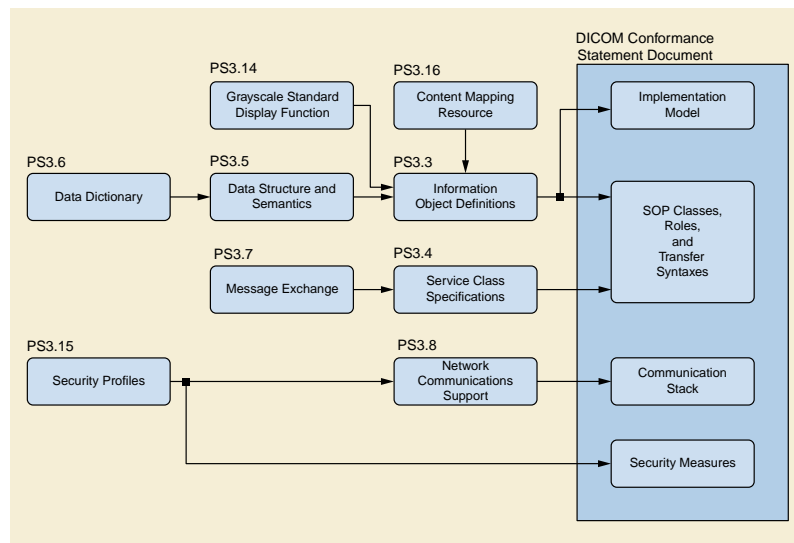 DICOM Conformance
Statement Document
PS3.14
Grayscale Standard
Display Function
PS3.16
Content Mapping
Resource
Implementation
Model
PS3.6
Data Dictionary
PS3.5
Data Structure and
Semantics
PS3.3
Information
Object Definitions
SOP Classes,
Roles,
and
Transfer
Syntaxes
PS3.7
Message Exchange
PS3.4
Service Class
Specifications
PS3.15
Security Profiles
PS3.8
Network
Communications
Support
Communication
Stack
Security Measures